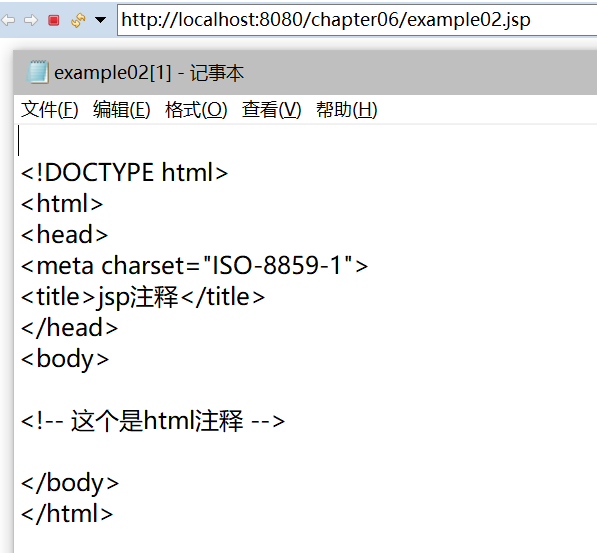 http://localhost:8080/chapter06/example02.jsp
example02[1] - 记事本
文件(F) 编辑(E) 格式(O) 查看(V) 帮助(H)
<!DOCTYPE html>
<html>
<head>
<meta charset="ISO-8859-1">
<title>jsp注释</title>
</head>
<body>
<!-- 这个是html注释 -->
</body>
</html>